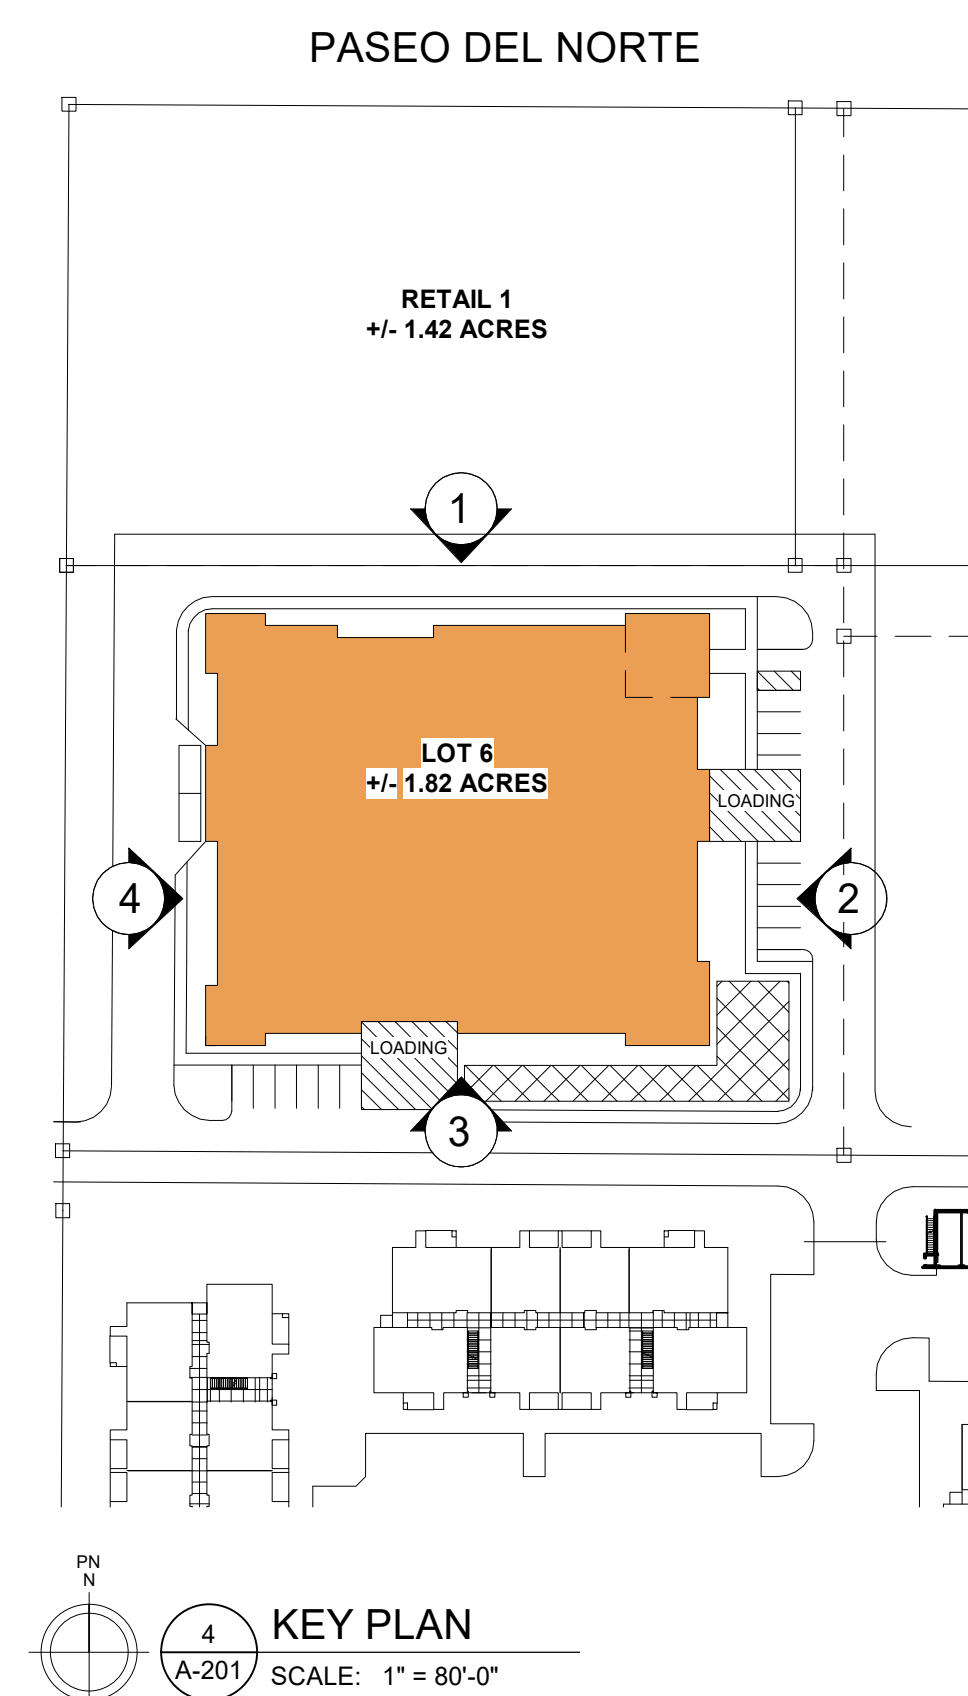 PASEO DEL NORTE
RETAIL 1
+/- 1.42 ACRES
1
LOT 6
+/- 1.82 ACRES
LOADING
4
2
LOADING
3
PN
N
4
A-201
KEY PLAN
SCALE: 1" = 80'-0"